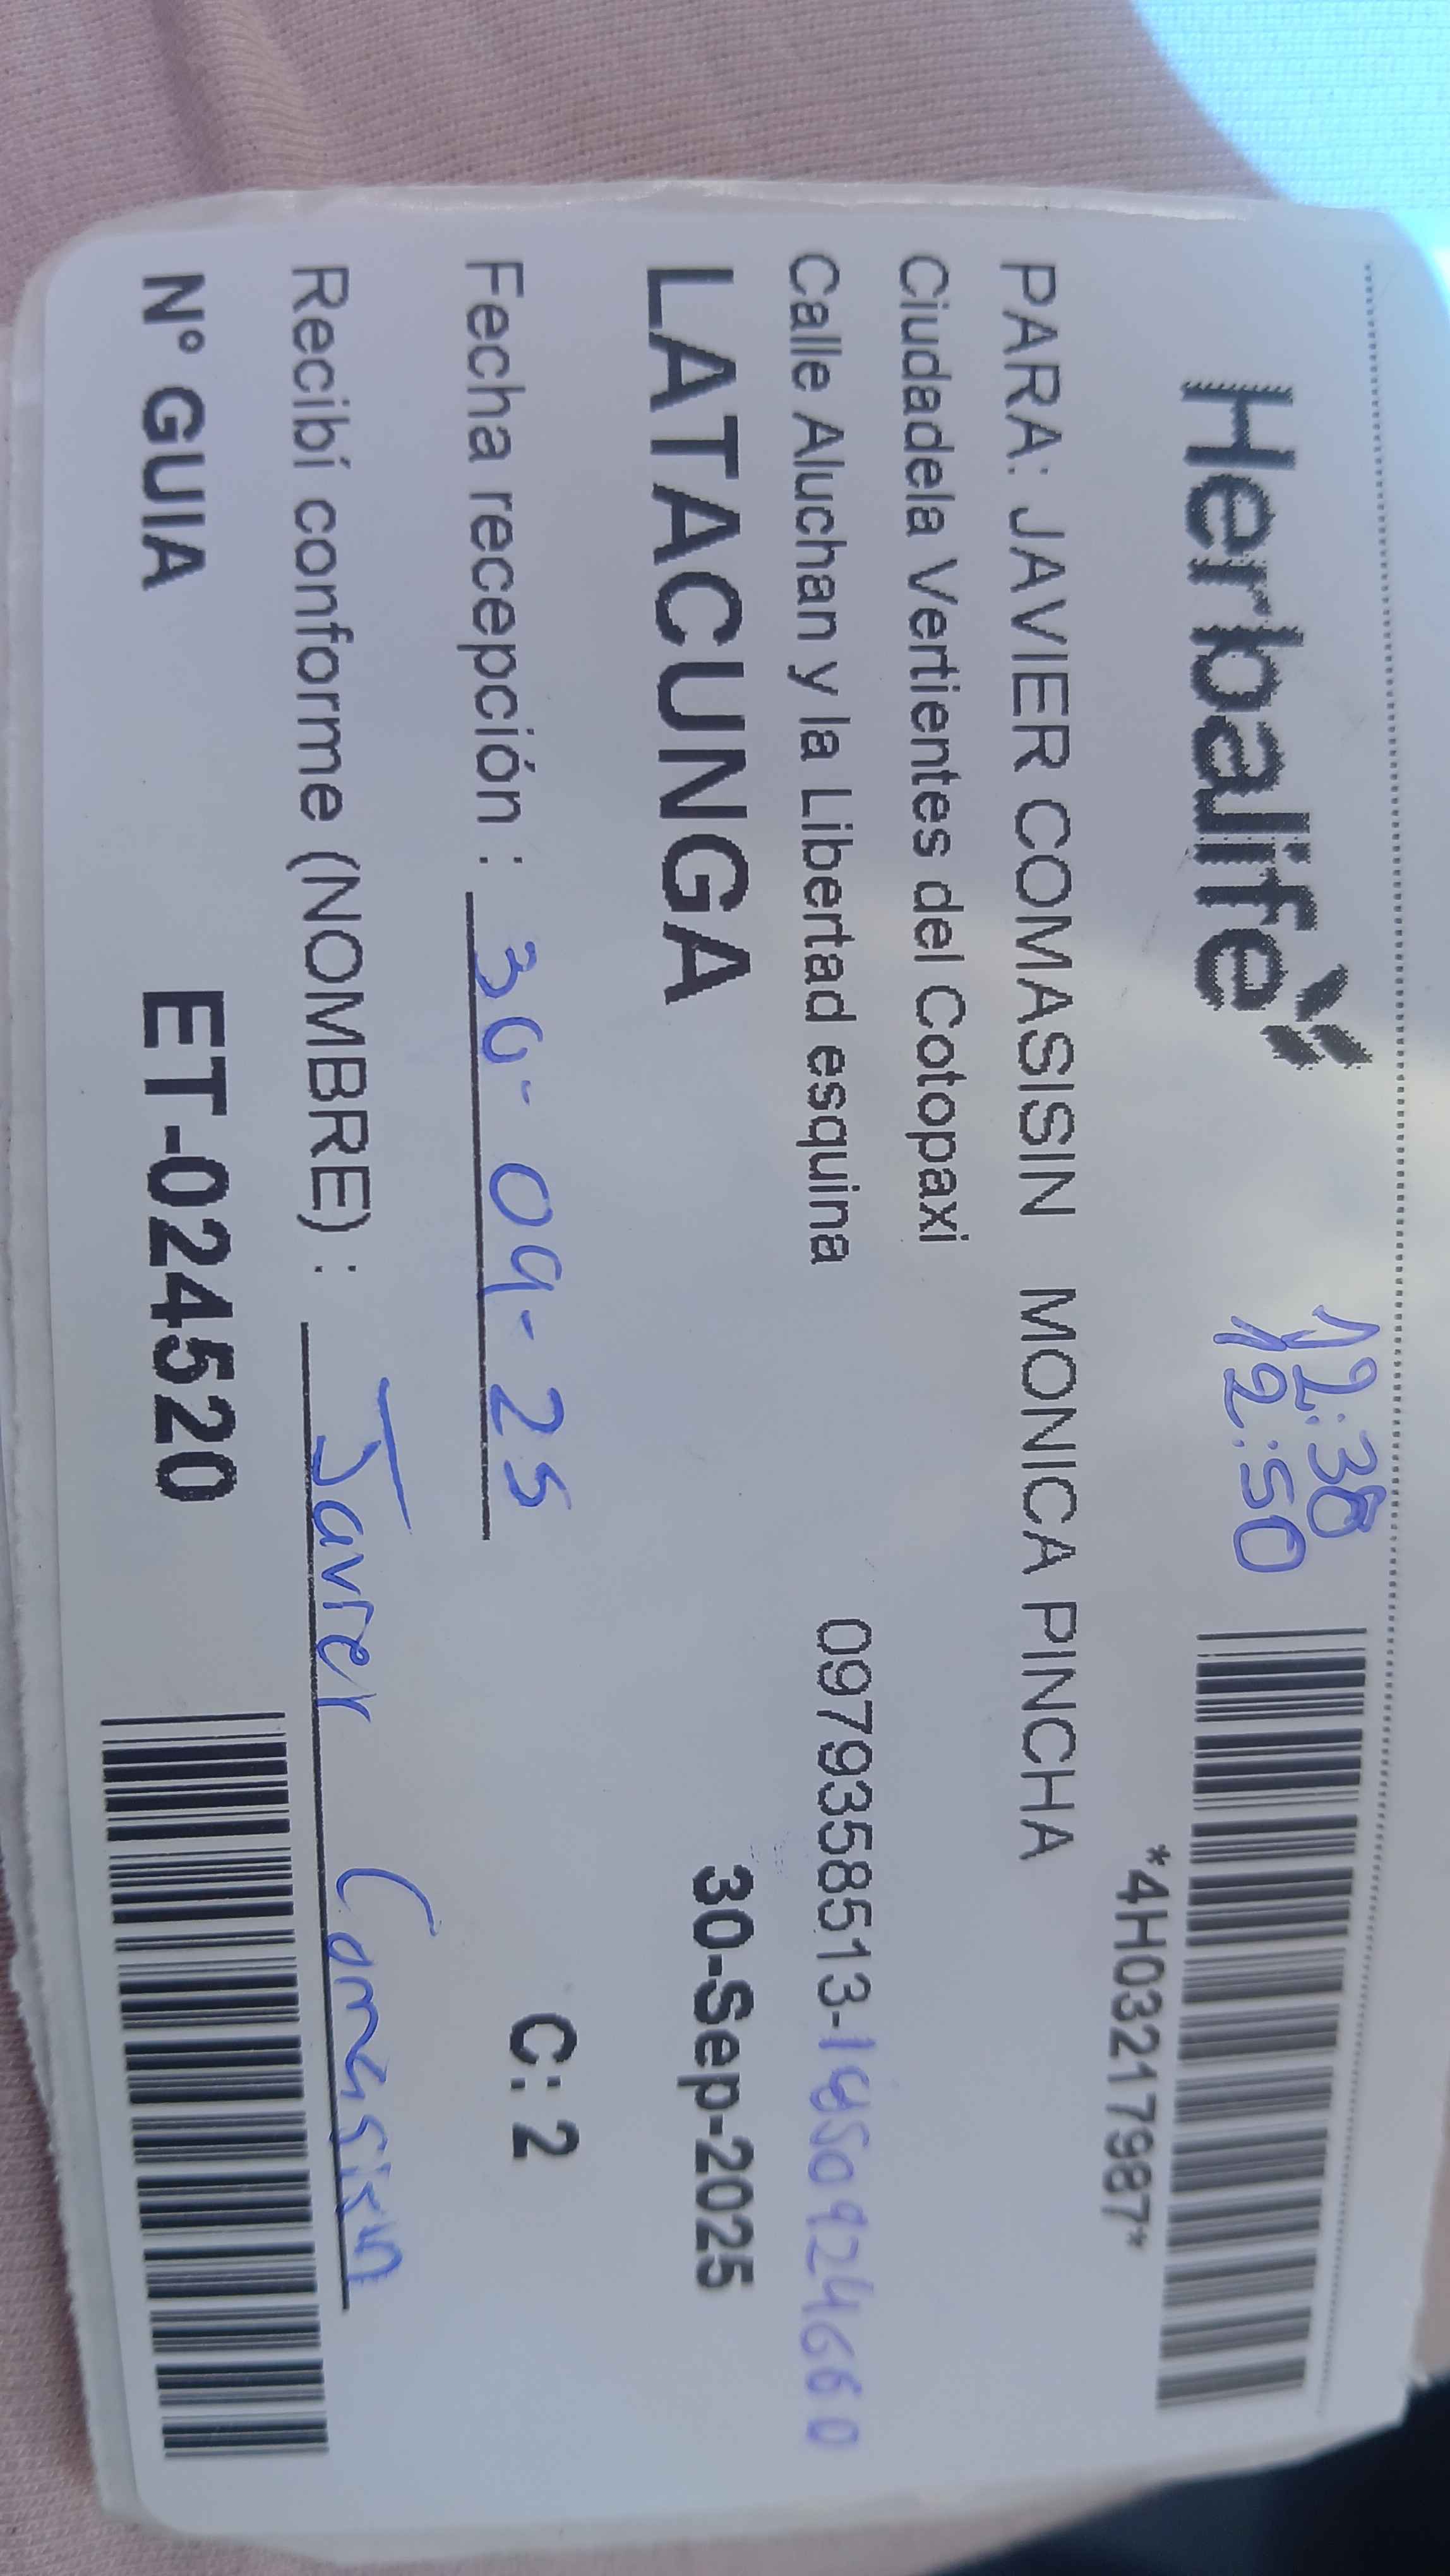 Herbalife
12:38
12:50
*4H03217987*
PARA: JAVIER COMASISIN MONICA PINCHA
Ciudadela Vertientes del Cotopaxi
Calle Aluchan y la Libertad esquina 0979358513-
LATACUNGA 30-Sep-2025
Fecha recepción : 30-09-25 C: 2
Recibí conforme (NOMBRE) : Javier Comasisin
N° GUIA ET-024520